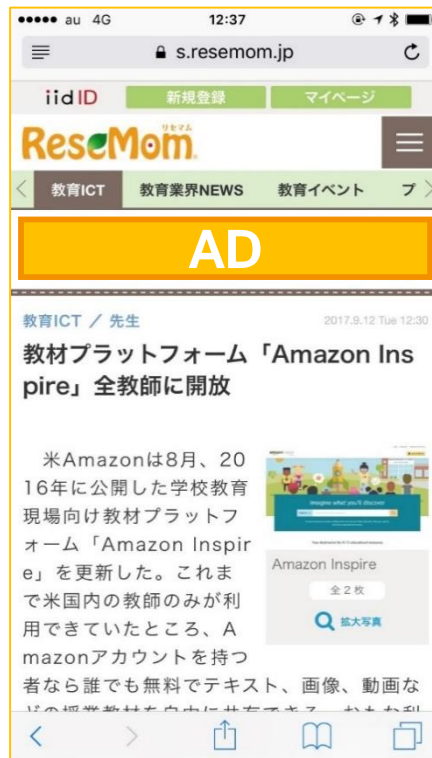 au 4G 12:37
s.resemom.jp
iid ID 新規登録 マイページ
リセマム
ReseMom.
教育ICT 教育業界NEWS 教育イベント プ
AD
教育ICT / 先生 2017.9.12 Tue 12:30
教材プラットフォーム「Amazon Ins
pire」全教師に開放
米Amazonは8月、20
16年に公開した学校教育
現場向け教材プラットフ
ォーム「Amazon Inspir
e」を更新した。これま
で米国内の教師のみが利
用できていたところ、A
mazonアカウントを持つ
Imagine what you'll discover
Amazon Inspire
全 2 枚
拡大写真
者なら誰でも無料でテキスト、画像、動画な